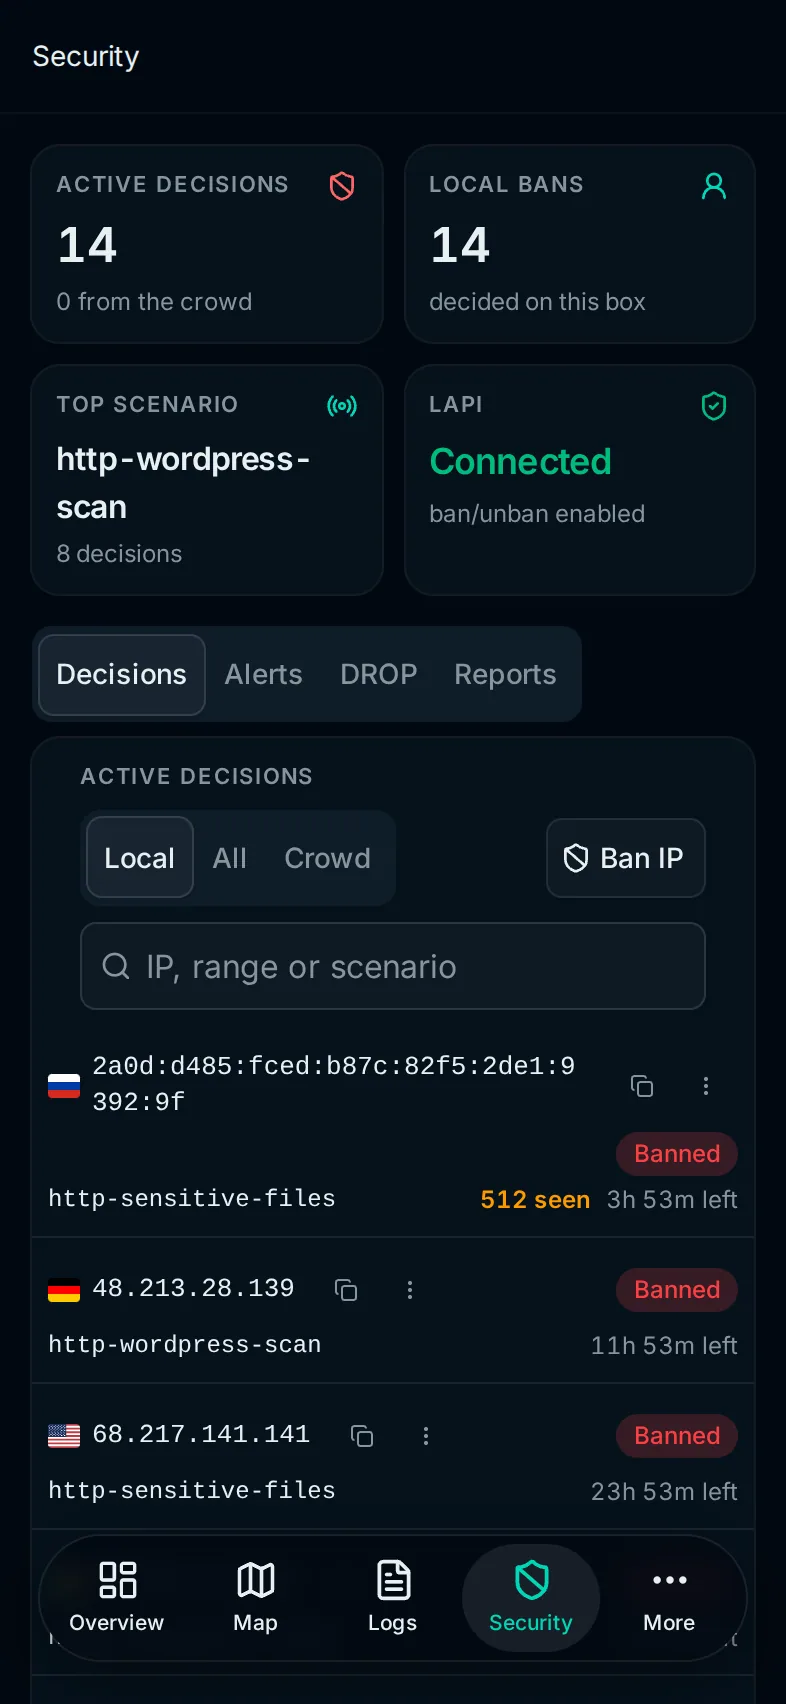 Security
ACTIVE DECISIONS
14
0 from the crowd
LOCAL BANS
14
decided on this box
TOP SCENARIO
http-wordpress-
scan
8 decisions
LAPI
Connected
ban/unban enabled
Decisions Alerts DROP Reports
ACTIVE DECISIONS
Local All Crowd Ban IP
IP, range or scenario
2a0d:d485:fced:b87c:82f5:2de1:9
392:9f
Banned
http-sensitive-files 512 seen 3h 53m left
48.213.28.139 Banned
http-wordpress-scan 11h 53m left
68.217.141.141 Banned
http-sensitive-files 23h 53m left
Overview Map Logs Security More